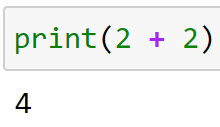 print(2 + 2)
4